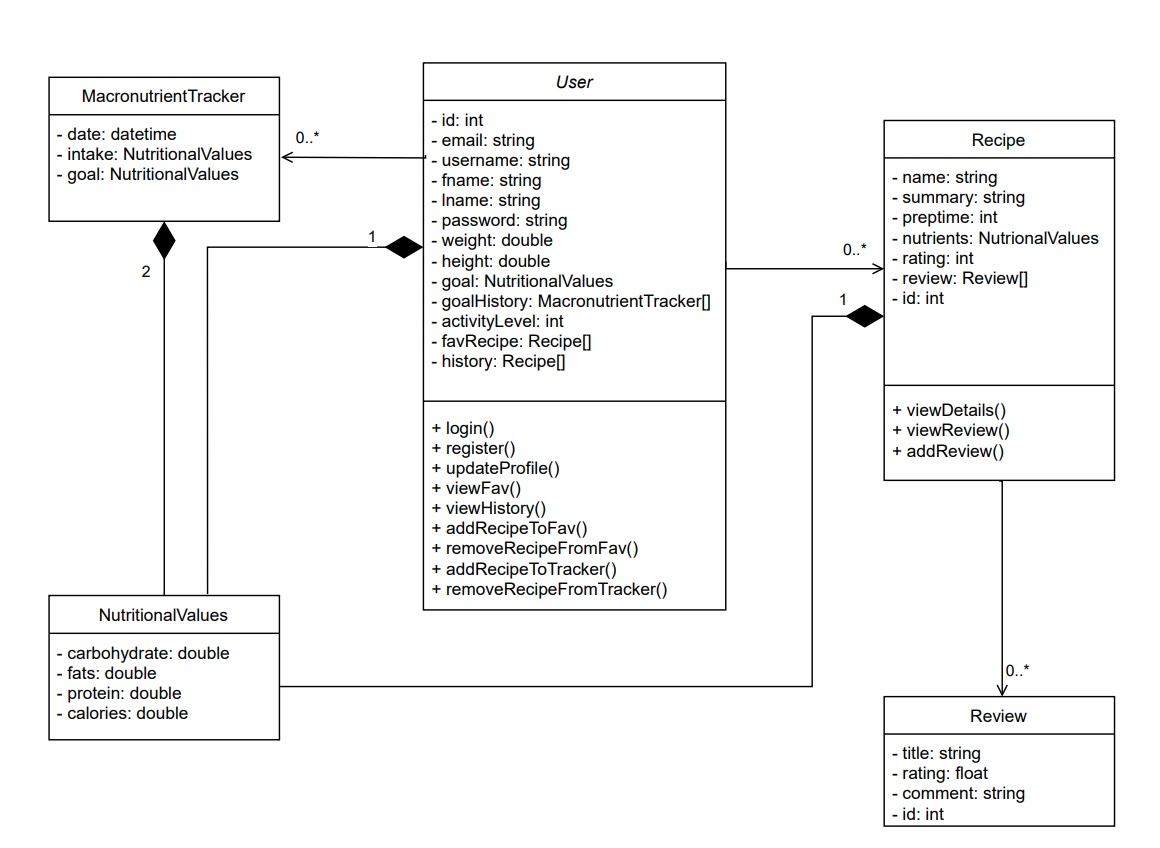 MacronutrientTracker
- date: datetime
- intake: NutritionalValues
- goal: NutritionalValues
0..*
2
1
User
- id: int
- email: string
- username: string
- fname: string
- lname: string
- password: string
- weight: double
- height: double
- goal: NutritionalValues
- goalHistory: MacronutrientTracker[]
- activityLevel: int
- favRecipe: Recipe[]
- history: Recipe[]
+ login()
+ register()
+ updateProfile()
+ viewFav()
+ viewHistory()
+ addRecipeToFav()
+ removeRecipeFromFav()
+ addRecipeToTracker()
+ removeRecipeFromTracker()
0..*
1
Recipe
- name: string
- summary: string
- preptime: int
- nutrients: NutrionalValues
- rating: int
- review: Review[]
- id: int
+ viewDetails()
+ viewReview()
+ addReview()
NutritionalValues
- carbohydrate: double
- fats: double
- protein: double
- calories: double
0..*
Review
- title: string
- rating: float
- comment: string
- id: int